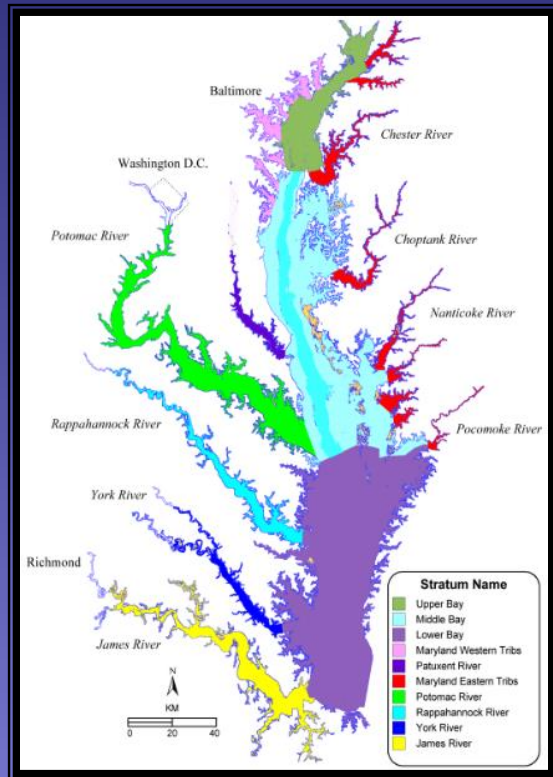 Baltimore
Chester River
Washington D.C.
Potomac River
Choptank River
Nanticoke River
Rappahannock River
Pocomoke River
York River
Richmond
James River
N
KM
0 20 40
Stratum Name
Upper Bay
Middle Bay
Lower Bay
Maryland Western Tribs
Patuxent River
Maryland Eastern Tribs
Potomac River
Rappahannock River
York River
James River